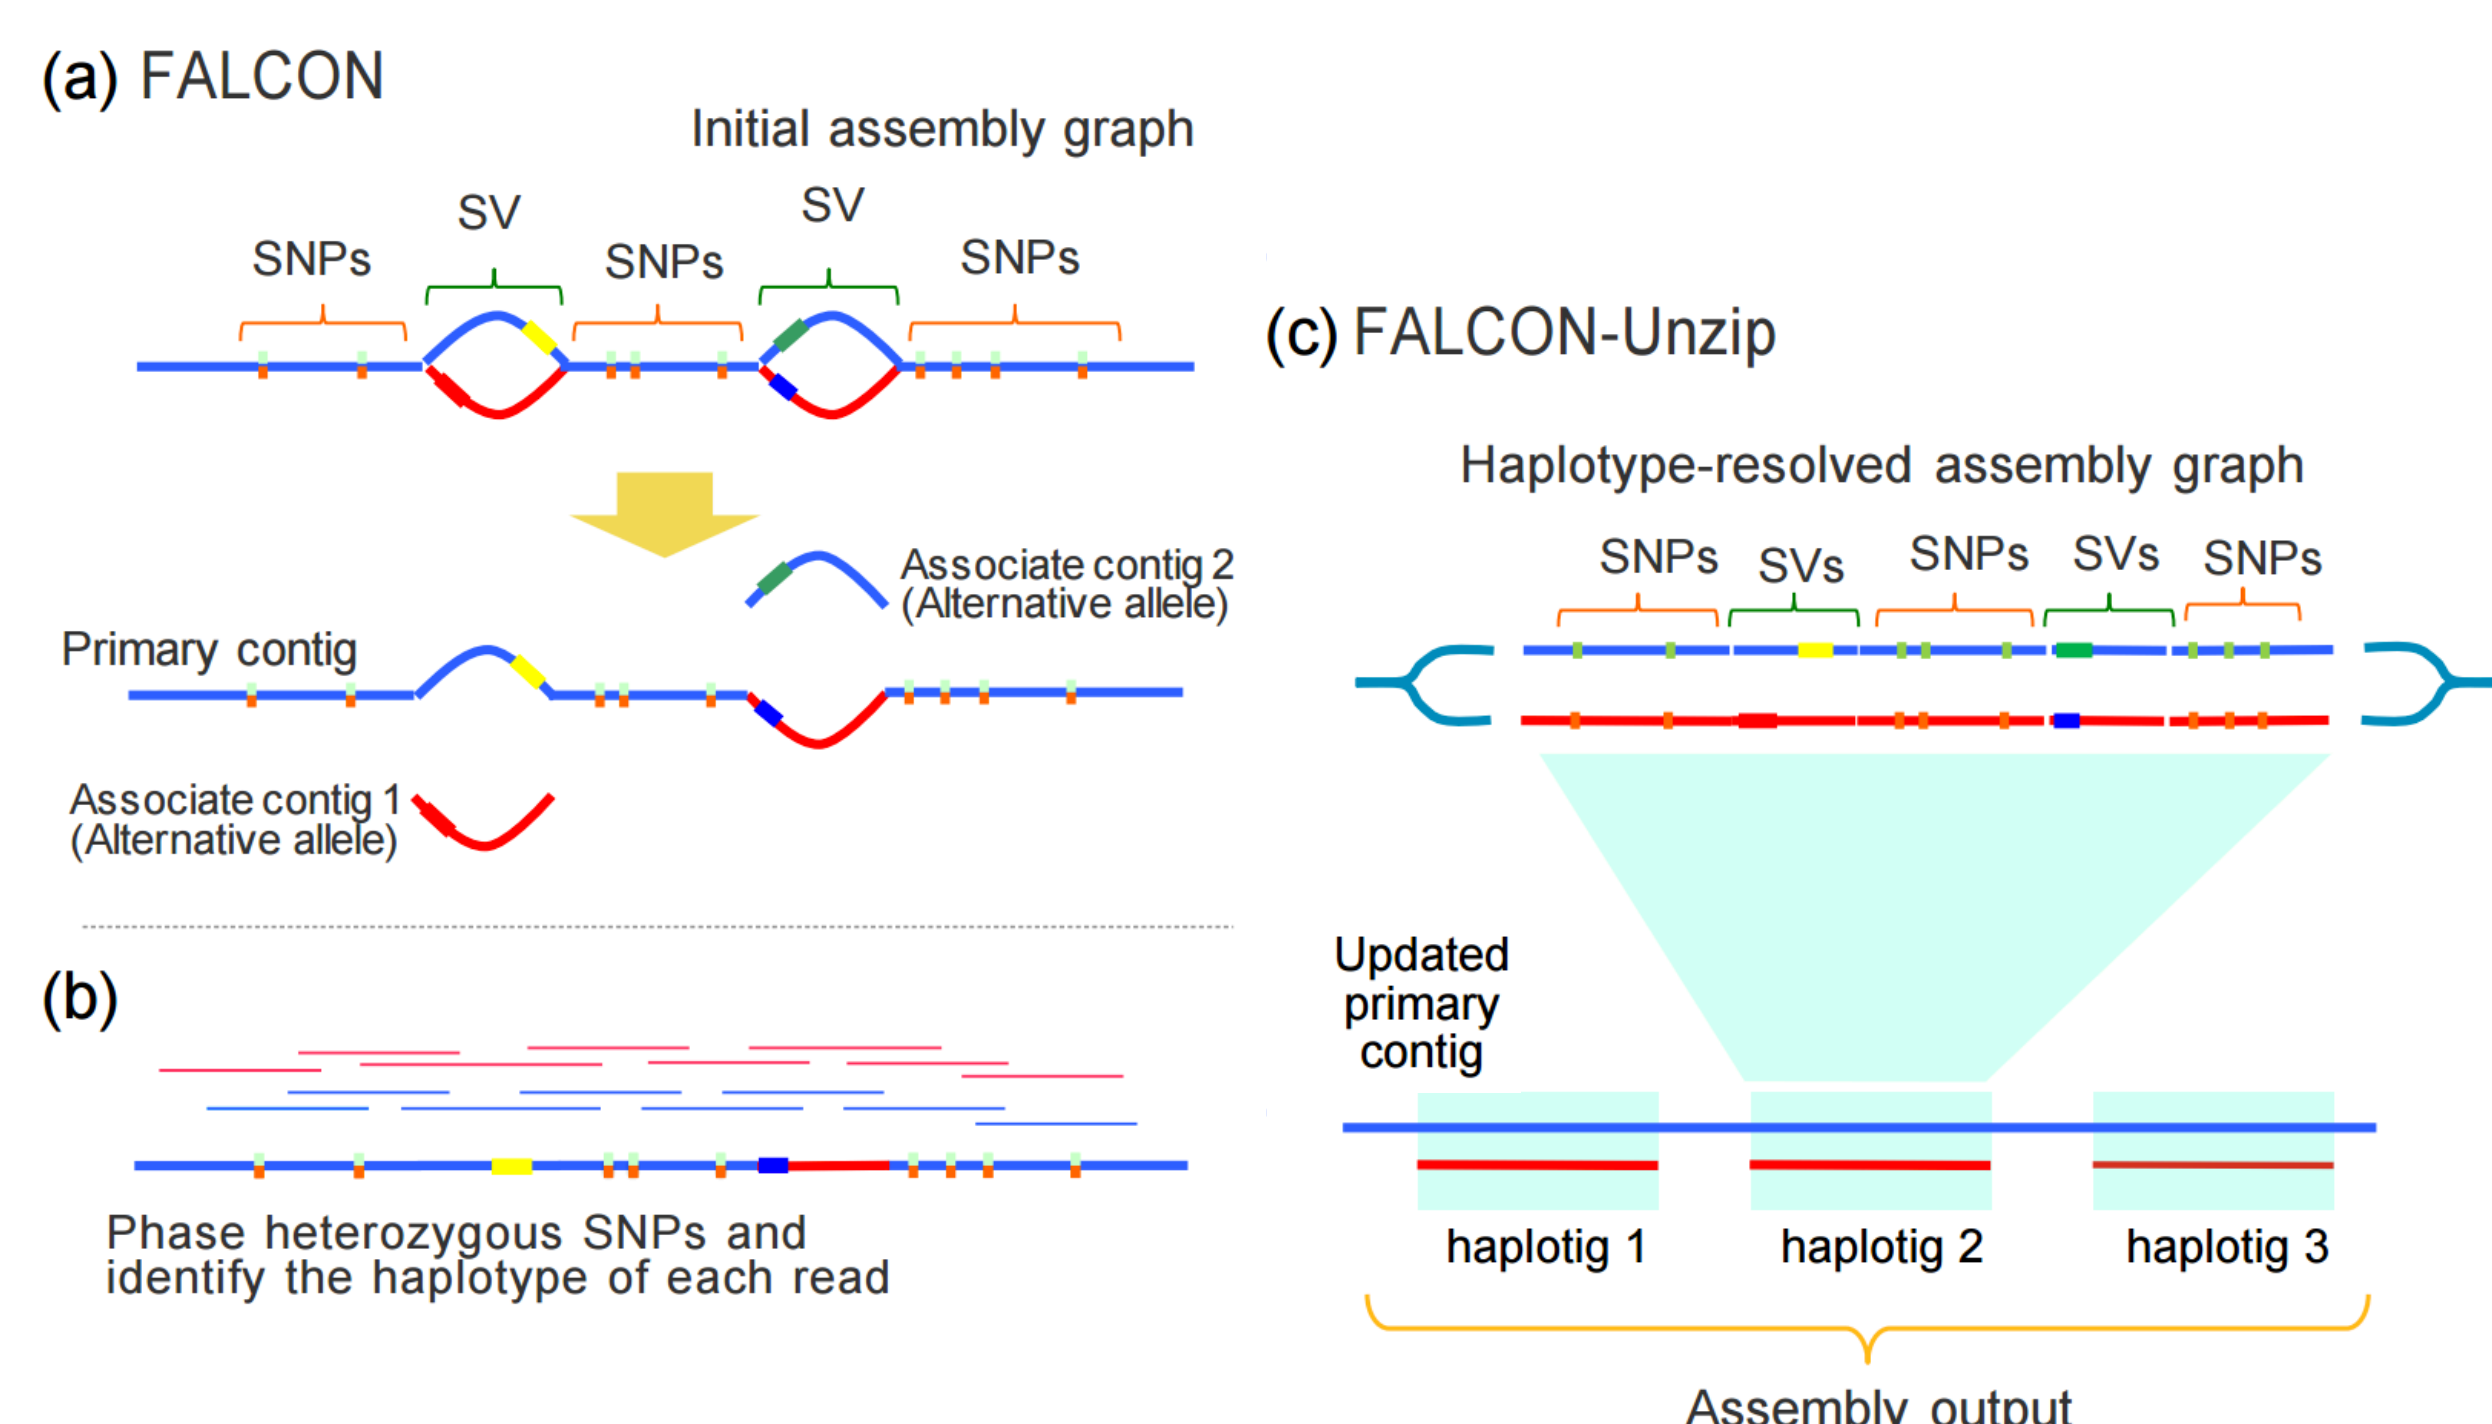 (a) FALCON
Initial assembly graph
SV
SV
SNPs
SNPs
SNPs
Associate contig 2
(Alternative allele)
Primary contig
Associate contig 1
(Alternative allele)
(b)
Phase heterozygous SNPs and
identify the haplotype of each read
(c) FALCON-Unzip
Haplotype-resolved assembly graph
SNPs
SVs
SNPs
SVs
SNPs
Updated
primary
contig
haplotig 1
haplotig 2
haplotig 3
Assembly output